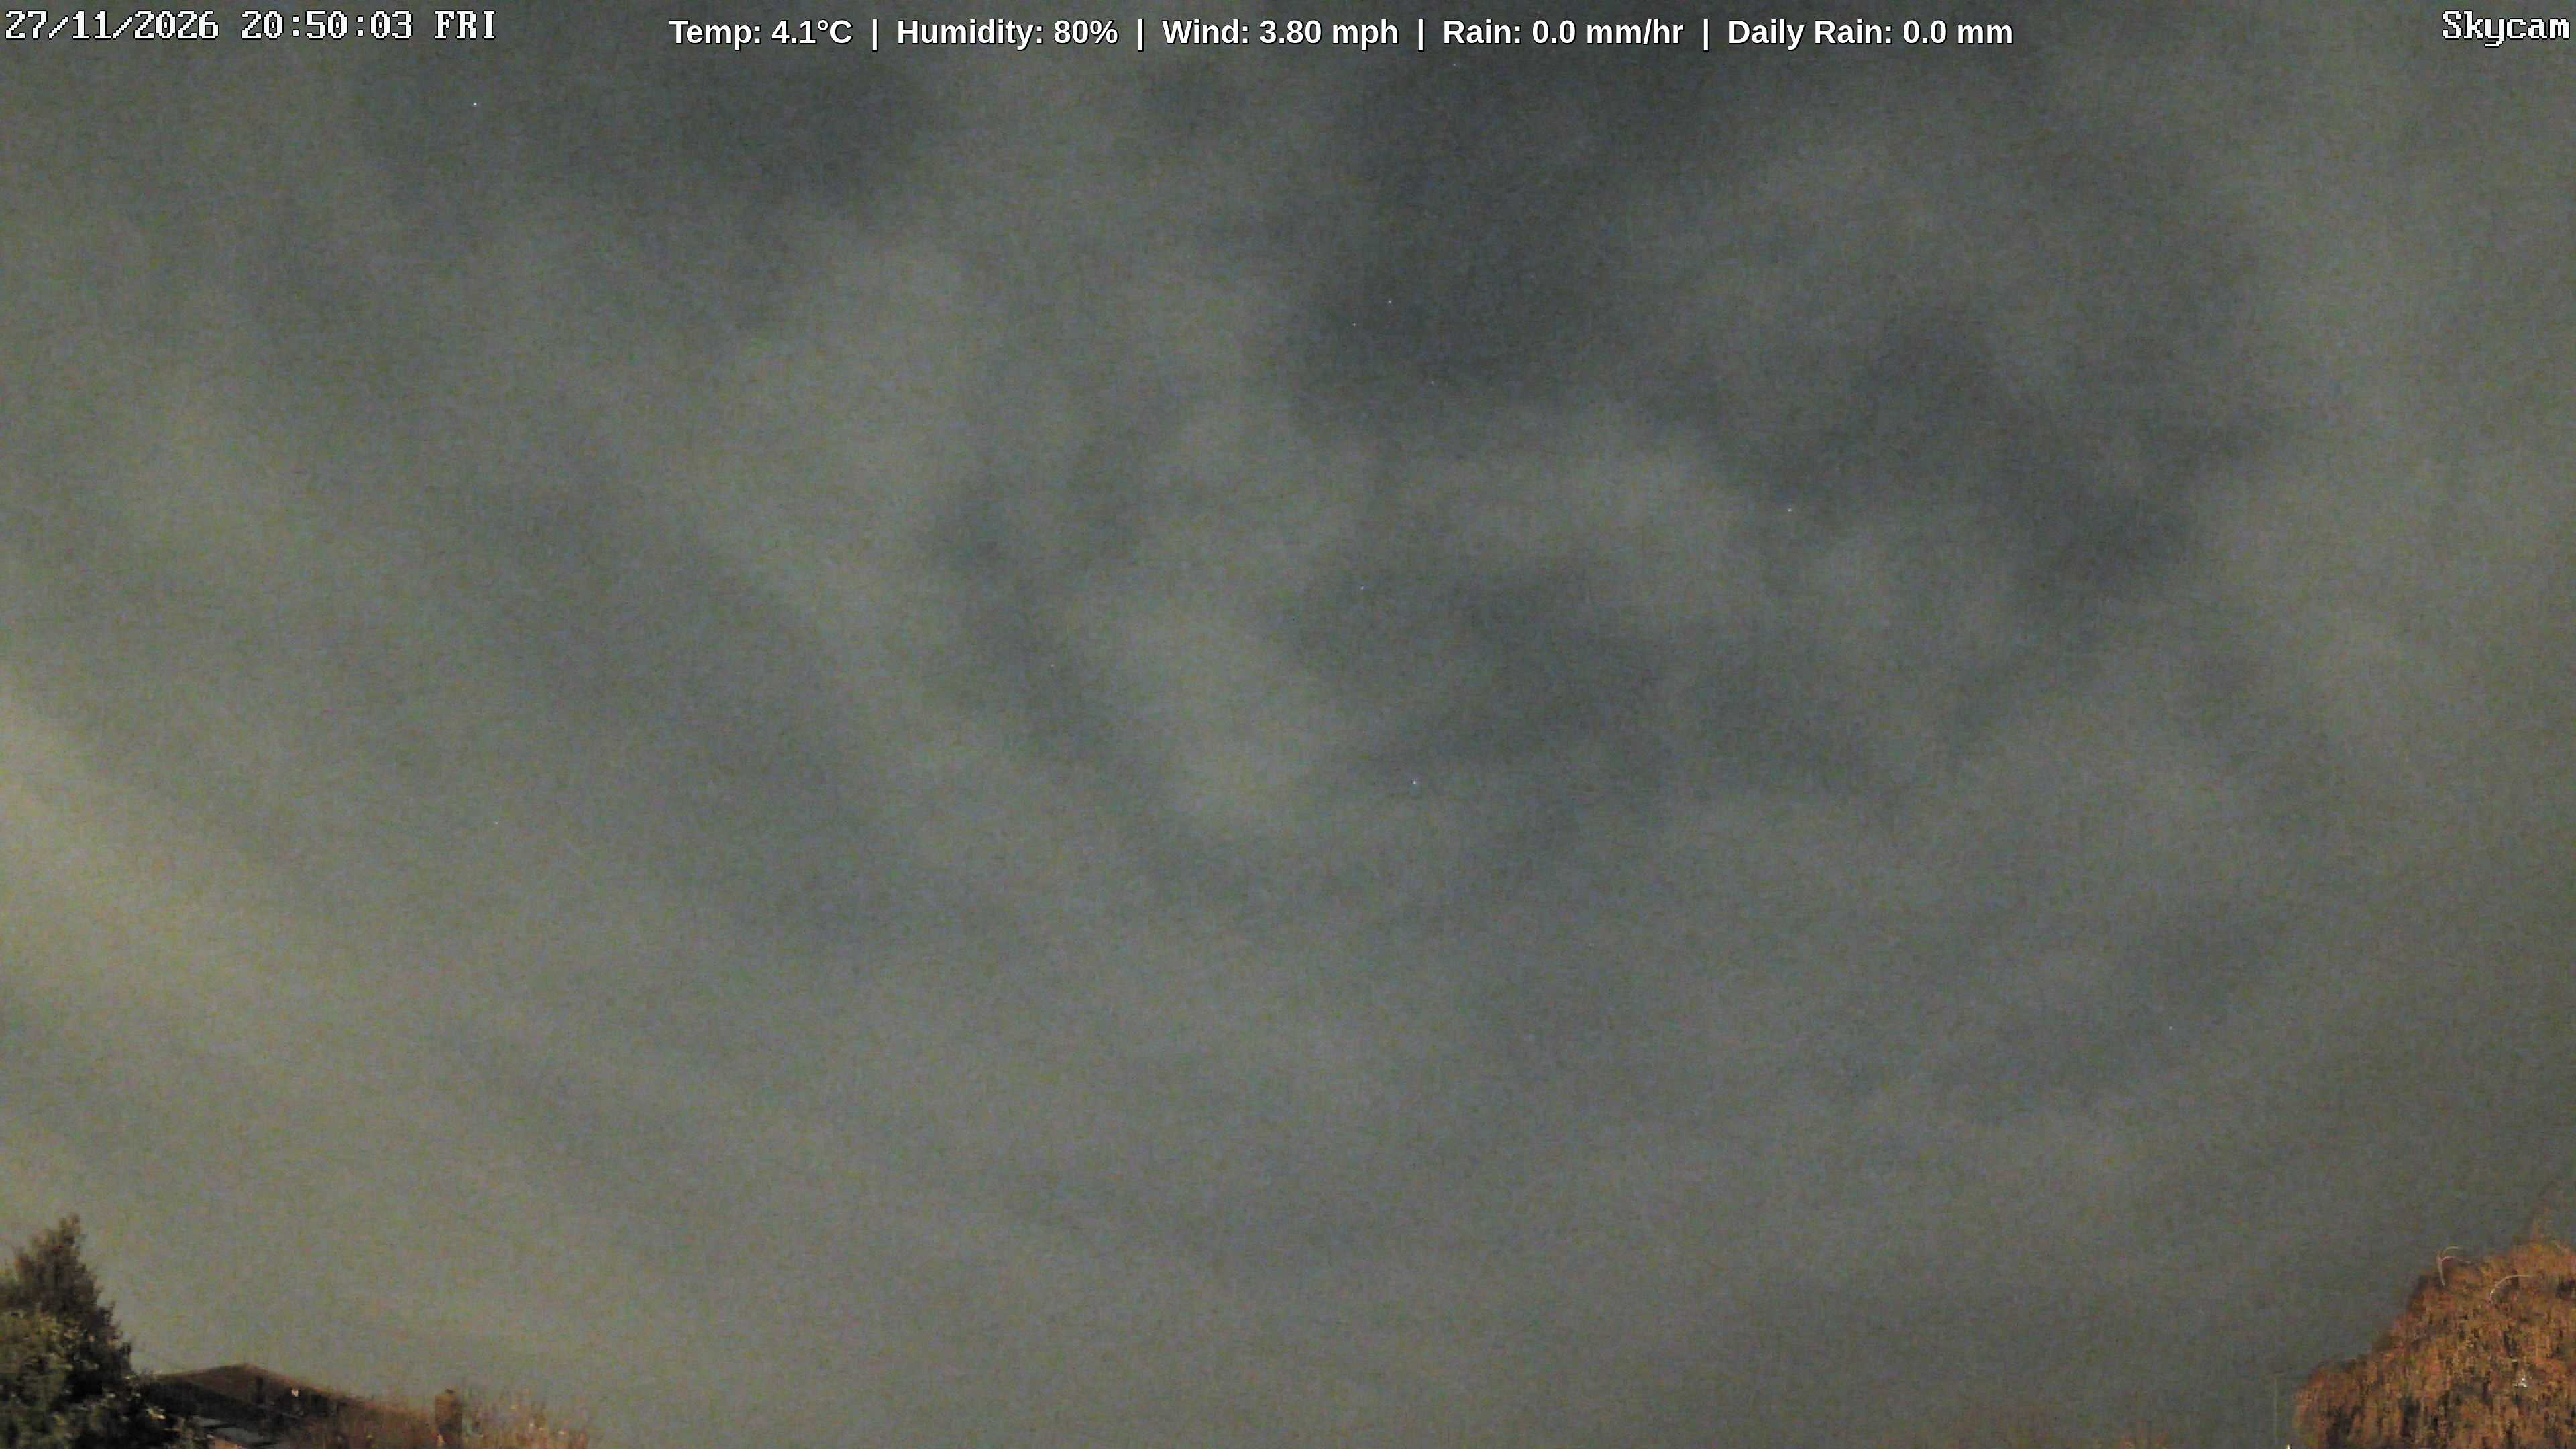 27/11/2026 20:50:03 FRI
Temp: 4.1°C | Humidity: 80% | Wind: 3.80 mph | Rain: 0.0 mm/hr | Daily Rain: 0.0 mm
Skycam